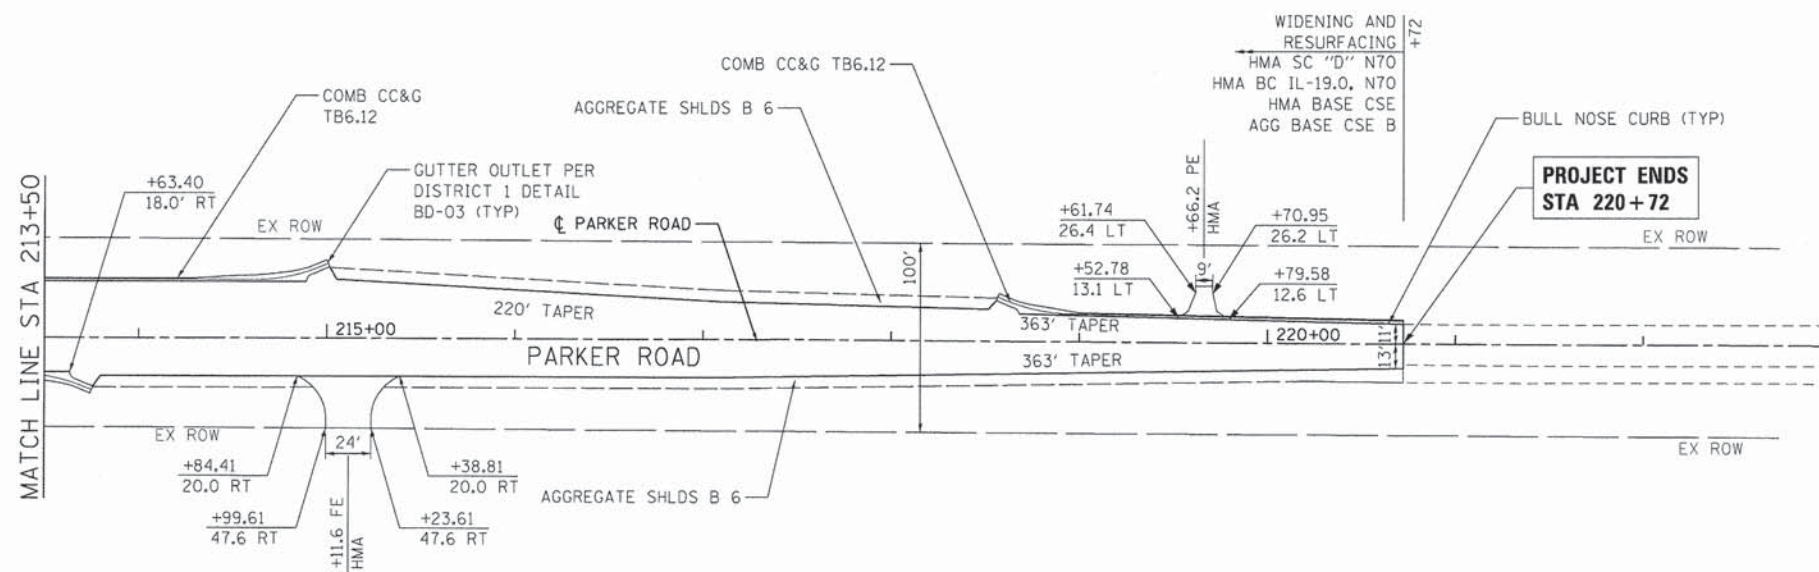 WIDENING AND
RESURFACING
HMA SC "D" N70
HMA BC IL-19.0, N70
HMA BASE CSE
AGG BASE CSE B
+72
COMB CC&G TB6.12
COMB CC&G
TB6.12
AGGREGATE SHLDS B 6
BULL NOSE CURB (TYP)
GUTTER OUTLET PER
DISTRICT 1 DETAIL
BD-03 (TYP)
PROJECT ENDS
STA 220+72
MATCH LINE STA 213+50
+63.40
18.0' RT
EX ROW
℄ PARKER ROAD
+61.74
26.4 LT
+66.2 PE
HMA
+70.95
26.2 LT
EX ROW
100'
+52.78
13.1 LT
9'
+79.58
12.6 LT
220' TAPER
363' TAPER
215+00
220+00
11'
13'
PARKER ROAD
363' TAPER
EX ROW
24'
EX ROW
+84.41
20.0 RT
+38.81
20.0 RT
AGGREGATE SHLDS B 6
+99.61
47.6 RT
+11.6 FE
HMA
+23.61
47.6 RT